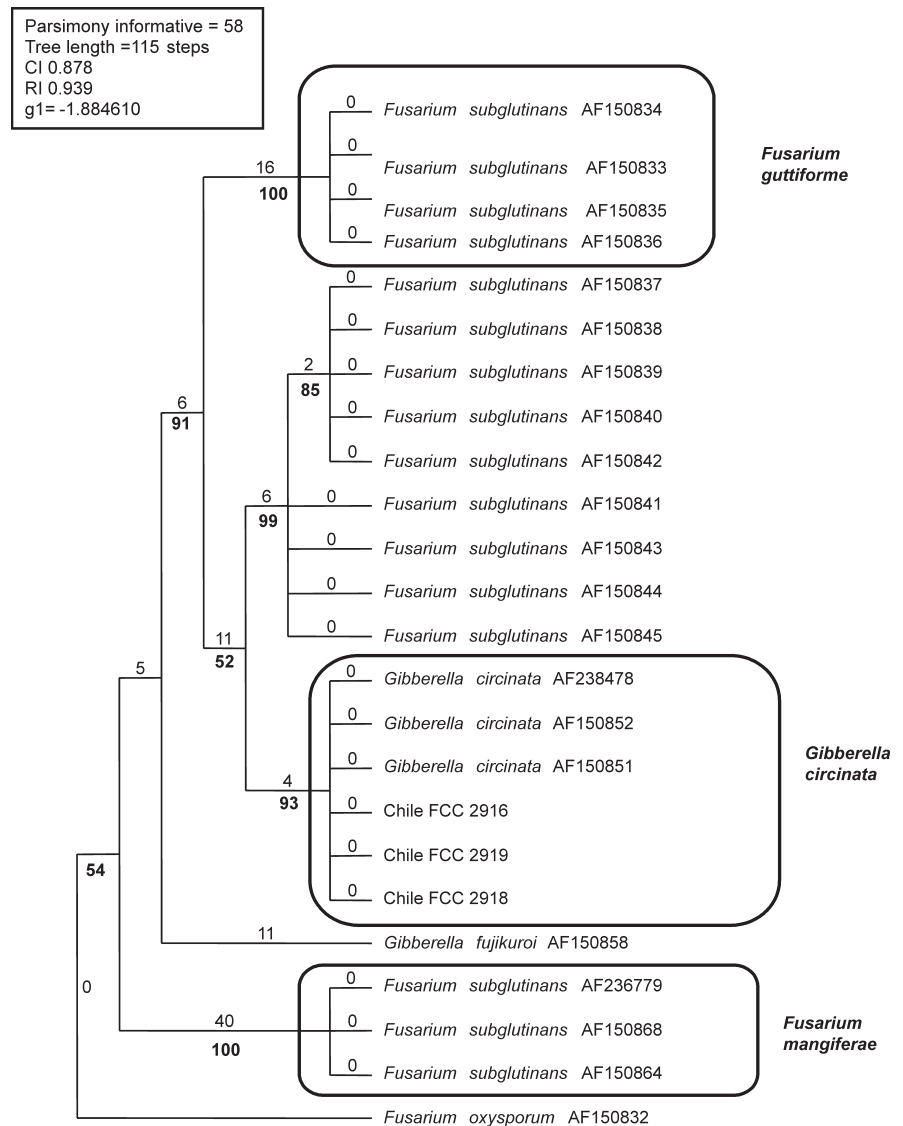 Parsimony informative = 58
Tree length =115 steps
CI 0.878
RI 0.939
g1= -1.884610
0
Fusarium subglutinans AF150834
0
Fusarium subglutinans AF150833
0
Fusarium subglutinans AF150835
0
Fusarium subglutinans AF150836
16
100
Fusarium
guttiforme
0
Fusarium subglutinans AF150837
0
Fusarium subglutinans AF150838
0
Fusarium subglutinans AF150839
0
Fusarium subglutinans AF150840
0
Fusarium subglutinans AF150842
2
85
6
91
6
99
0
Fusarium subglutinans AF150841
0
Fusarium subglutinans AF150843
0
Fusarium subglutinans AF150844
0
Fusarium subglutinans AF150845
11
52
5
0
Gibberella circinata AF238478
0
Gibberella circinata AF150852
0
Gibberella circinata AF150851
0
Chile FCC 2916
0
Chile FCC 2919
0
Chile FCC 2918
4
93
Gibberella
circinata
54
11
Gibberella fujikuroi AF150858
0
0
Fusarium subglutinans AF236779
0
Fusarium subglutinans AF150868
0
Fusarium subglutinans AF150864
40
100
Fusarium
mangiferae
Fusarium oxysporum AF150832